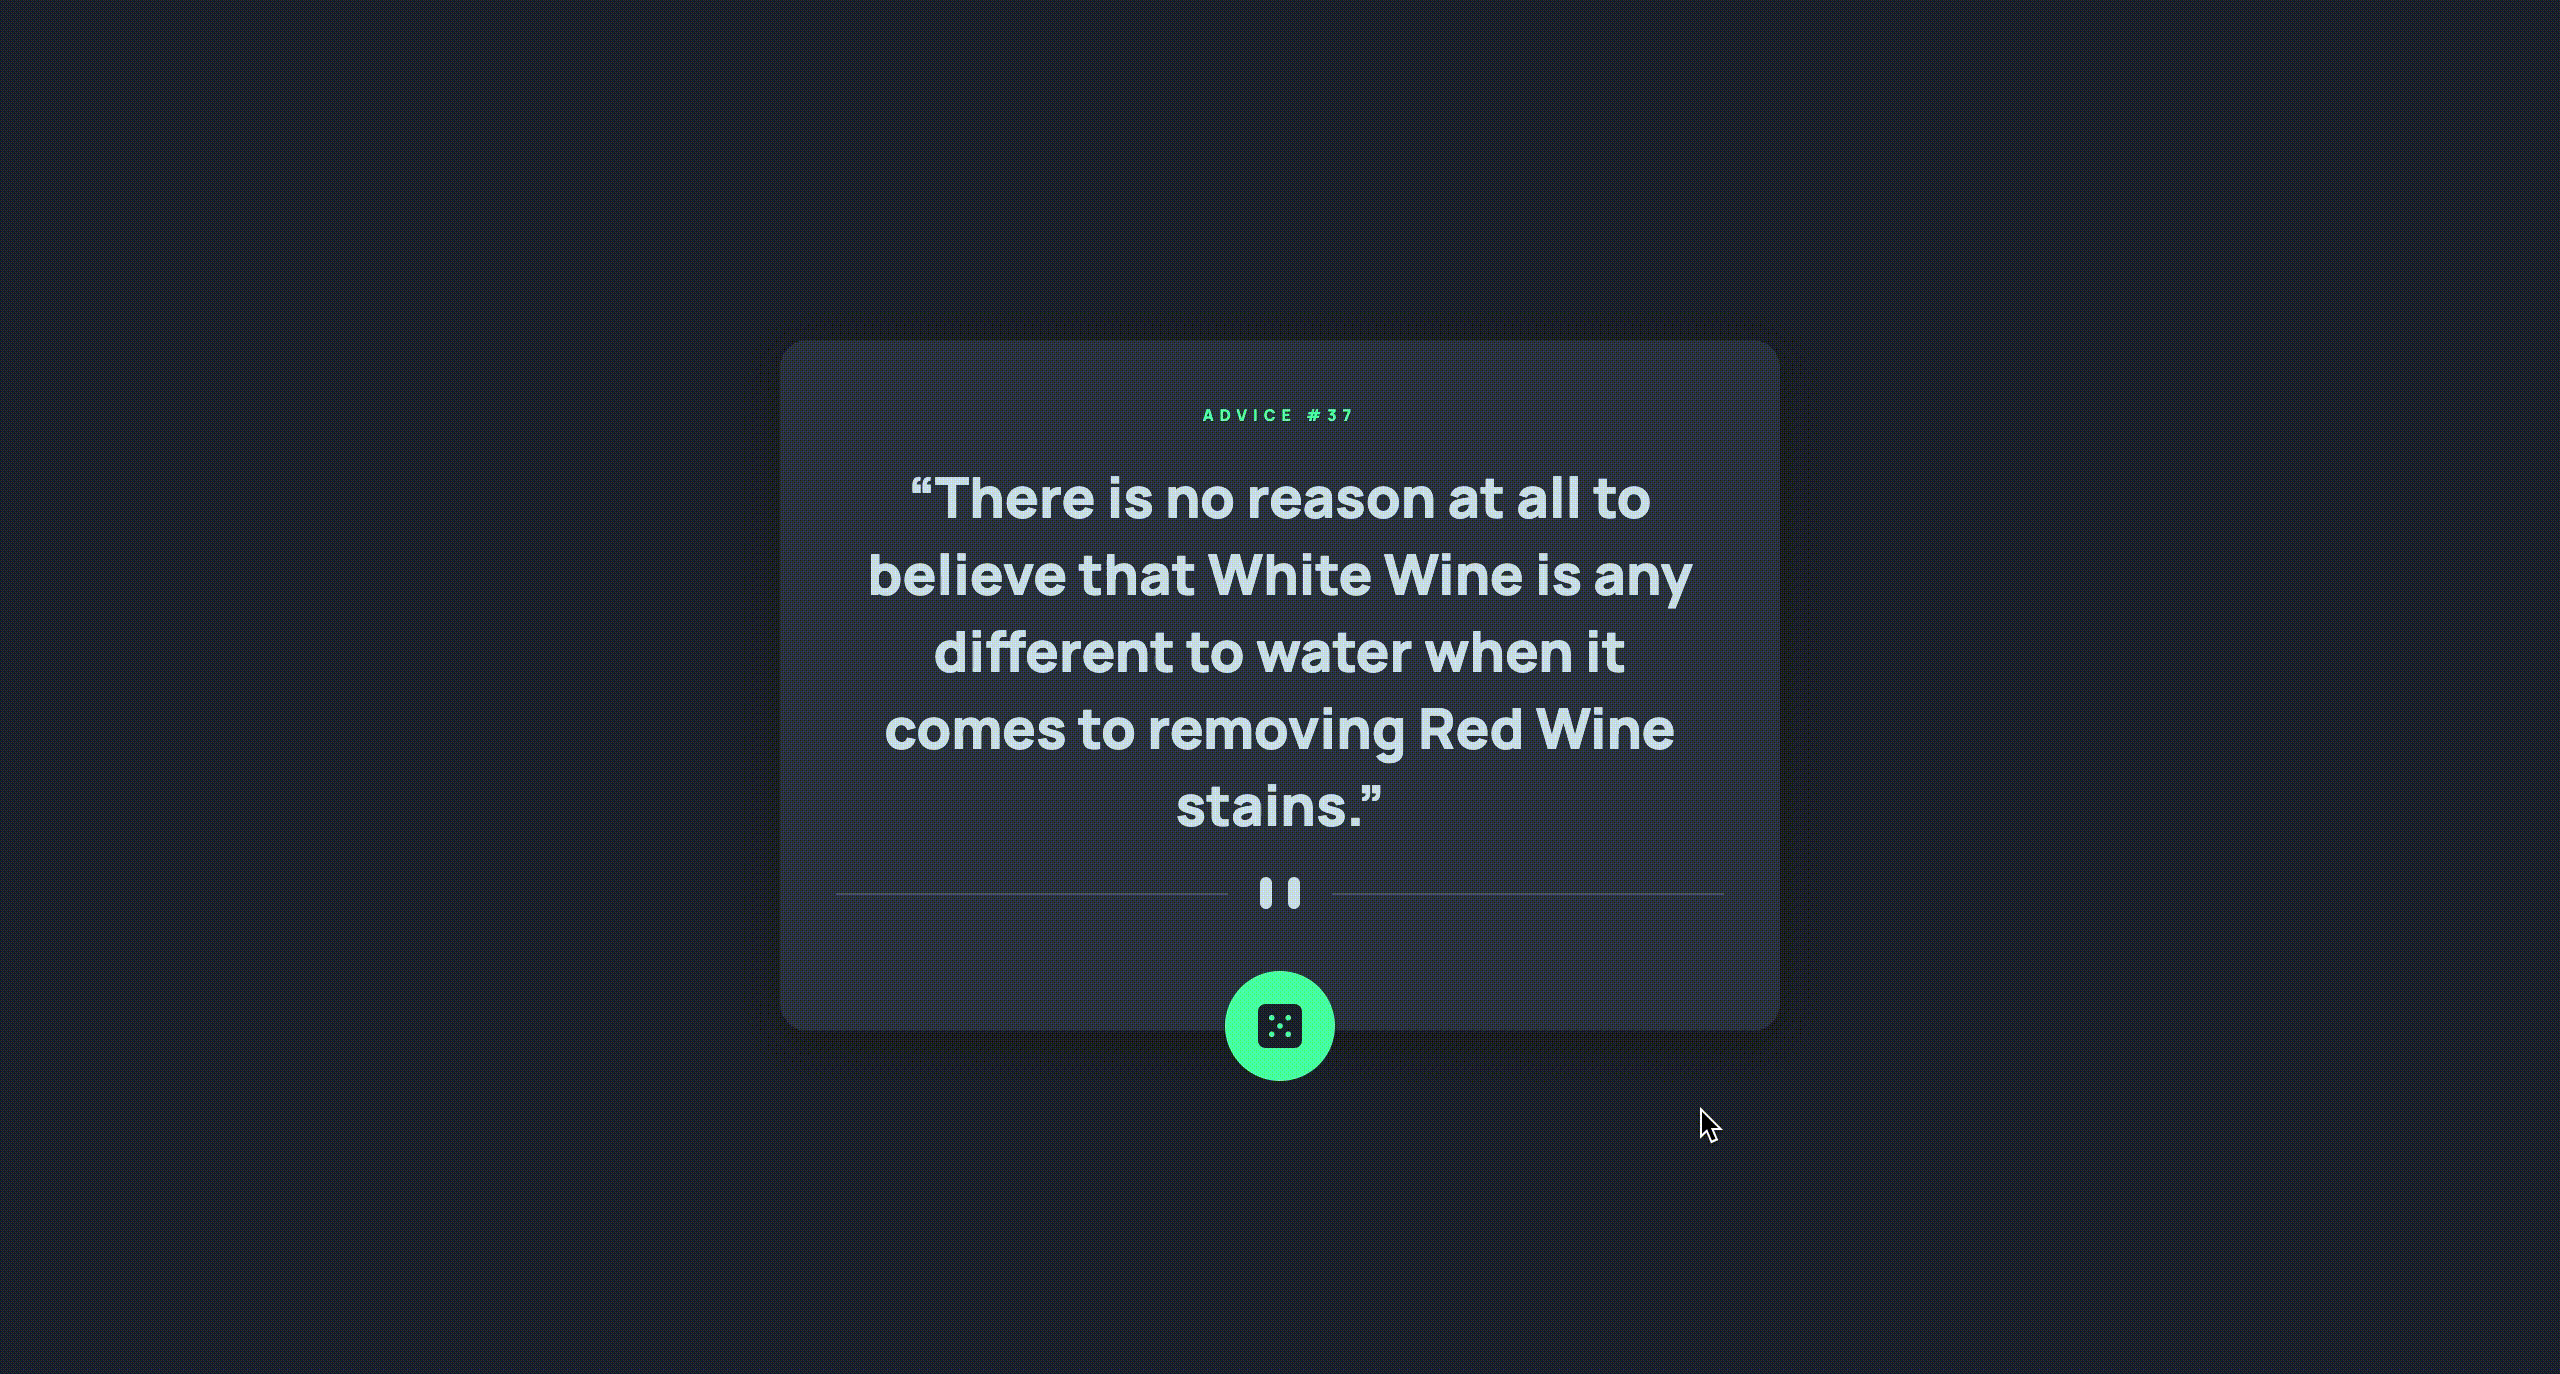 ADVICE #37
“There is no reason at all to
believe that White Wine is any
different to water when it
comes to removing Red Wine
stains.”